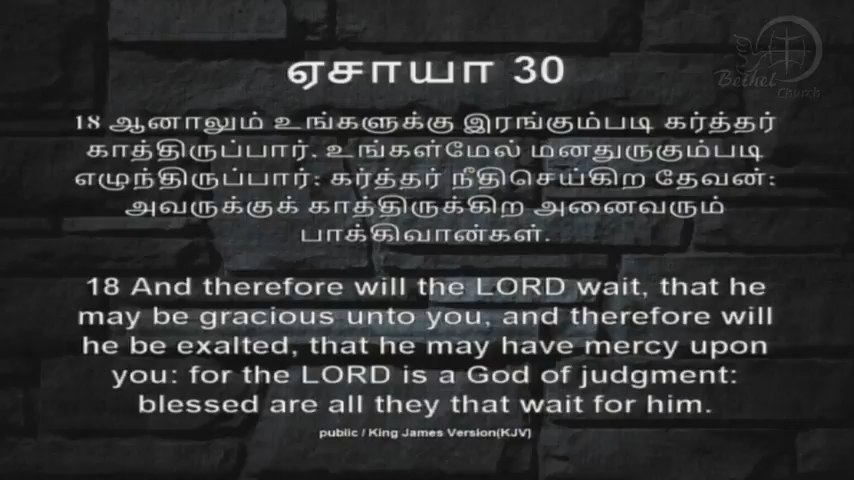 Bethel
Church
ஏசாயா 30
18 ஆனாலும் உங்களுக்கு இரங்கும்படி கர்த்தர்
காத்திருப்பார். உங்கள்மேல் மனதுருகும்படி
எழுந்திருப்பார்; கர்த்தர் நீதிசெய்கிற தேவன்;
அவருக்குக் காத்திருக்கிற அனைவரும்
பாக்கிவான்கள்.
18 And therefore will the LORD wait, that he
may be gracious unto you, and therefore will
he be exalted, that he may have mercy upon
you: for the LORD is a God of judgment:
blessed are all they that wait for him.
public / King James Version(KJV)